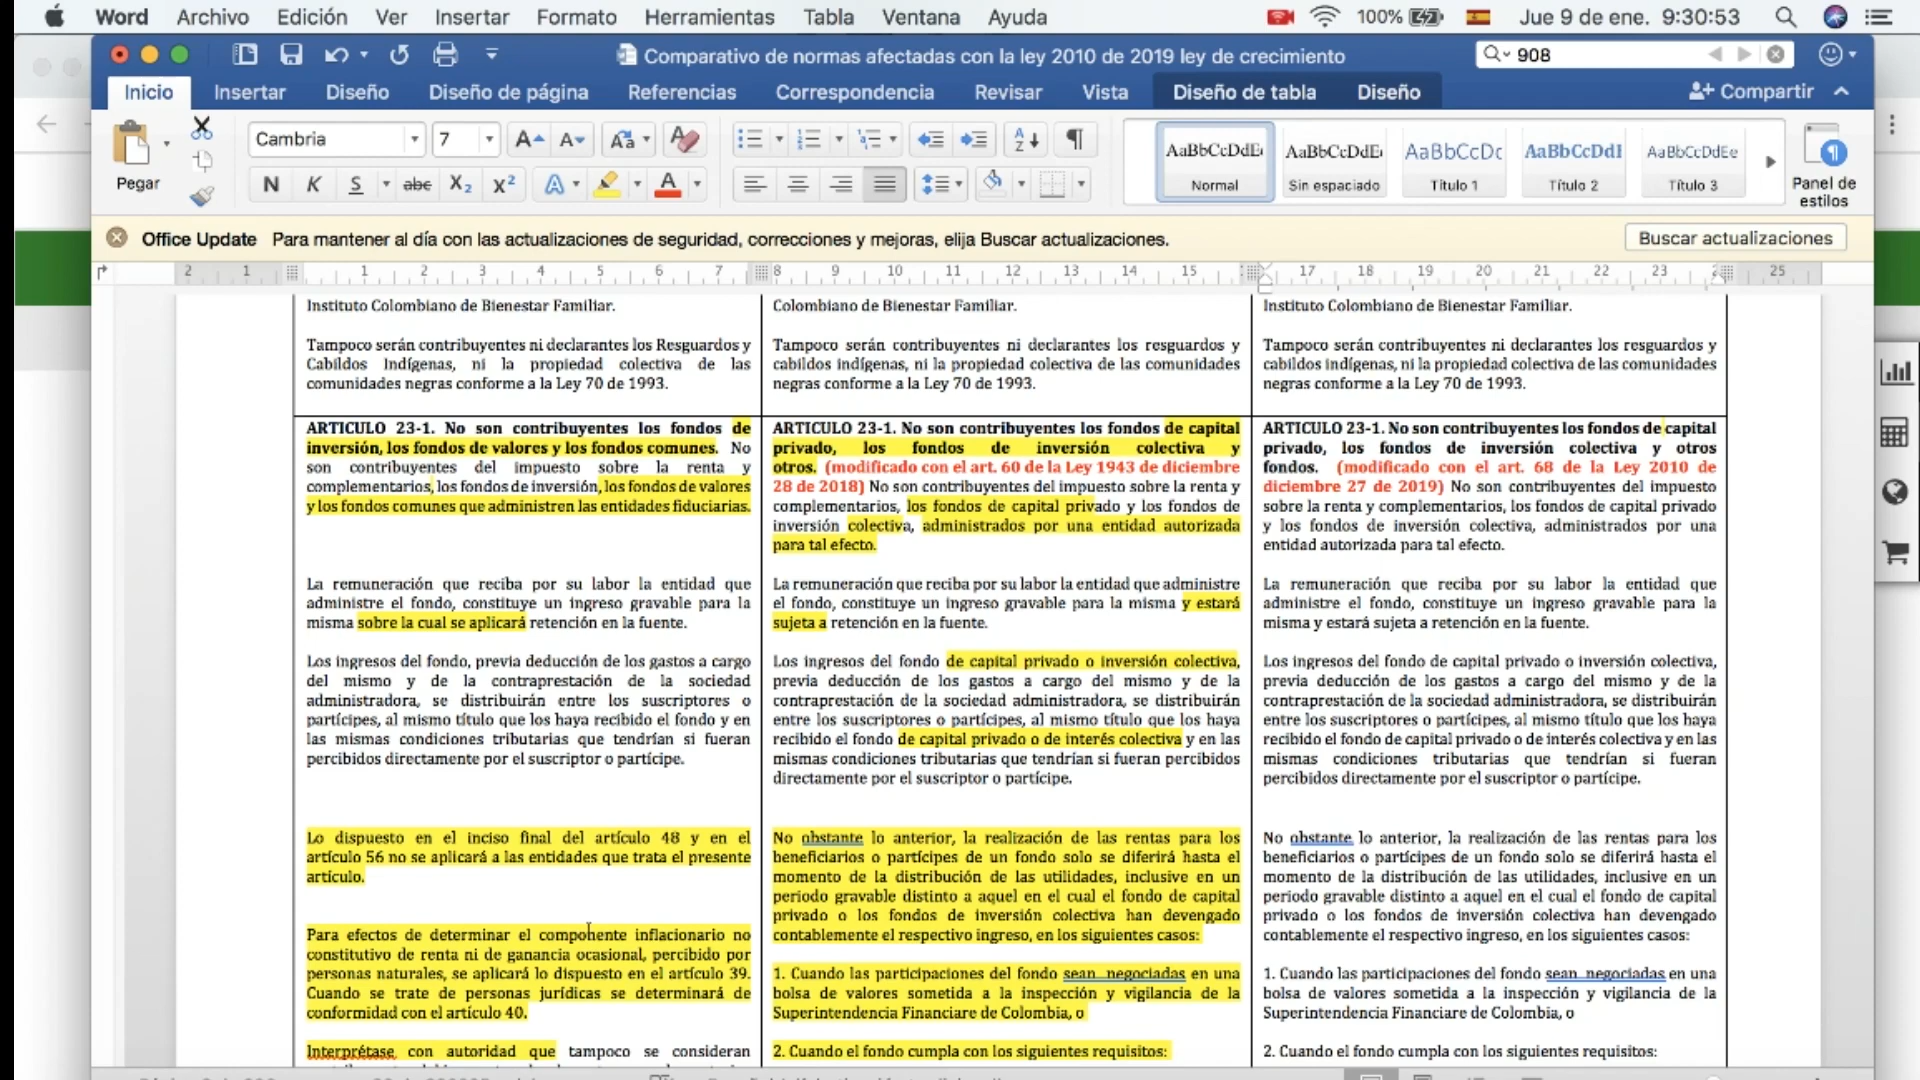 Word Archivo Edición Ver Insertar Formato Herramientas Tabla Ventana Ayuda 100% Jue 9 de ene. 9:30:53
Comparativo de normas afectadas con la ley 2010 de 2019 ley de crecimiento 908
Inicio Insertar Diseño Diseño de página Referencias Correspondencia Revisar Vista Diseño de tabla Diseño Compartir
Pegar
Cambria 7
N K S abc X₂ X²
AaBbCcDdEe AaBbCcDdEe AaBbCcDc AaBbCcDdI AaBbCcDdEe
Normal Sin espaciado Título 1 Título 2 Título 3
Panel de
estilos
Office Update Para mantener al día con las actualizaciones de seguridad, correcciones y mejoras, elija Buscar actualizaciones. Buscar actualizaciones
2 1 1 2 3 4 5 6 7 8 9 10 11 12 13 14 15 17 18 19 20 21 22 23 25
Instituto Colombiano de Bienestar Familiar.
Tampoco serán contribuyentes ni declarantes los Resguardos y
Cabildos Indígenas, ni la propiedad colectiva de las
comunidades negras conforme a la Ley 70 de 1993.
ARTICULO 23-1. No son contribuyentes los fondos de
inversión, los fondos de valores y los fondos comunes. No
son contribuyentes del impuesto sobre la renta y
complementarios, los fondos de inversión, los fondos de valores
y los fondos comunes que administren las entidades fiduciarias.
La remuneración que reciba por su labor la entidad que
administre el fondo, constituye un ingreso gravable para la
misma sobre la cual se aplicará retención en la fuente.
Los ingresos del fondo, previa deducción de los gastos a cargo
del mismo y de la contraprestación de la sociedad
administradora, se distribuirán entre los suscriptores o
partícipes, al mismo título que los haya recibido el fondo y en
las mismas condiciones tributarias que tendrían si fueran
percibidos directamente por el suscriptor o partícipe.
Lo dispuesto en el inciso final del artículo 48 y en el
artículo 56 no se aplicará a las entidades que trata el presente
artículo.
Para efectos de determinar el componente inflacionario no
constitutivo de renta ni de ganancia ocasional, percibido por
personas naturales, se aplicará lo dispuesto en el artículo 39.
Cuando se trate de personas jurídicas se determinará de
conformidad con el artículo 40.
Interprétase con autoridad que tampoco se consideran
Colombiano de Bienestar Familiar.
Tampoco serán contribuyentes ni declarantes los resguardos y
cabildos indígenas, ni la propiedad colectiva de las comunidades
negras conforme a la Ley 70 de 1993.
ARTICULO 23-1. No son contribuyentes los fondos de capital
privado, los fondos de inversión colectiva y
otros. (modificado con el art. 60 de la Ley 1943 de diciembre
28 de 2018) No son contribuyentes del impuesto sobre la renta y
complementarios, los fondos de capital privado y los fondos de
inversión colectiva, administrados por una entidad autorizada
para tal efecto.
La remuneración que reciba por su labor la entidad que administre
el fondo, constituye un ingreso gravable para la misma y estará
sujeta a retención en la fuente.
Los ingresos del fondo de capital privado o inversión colectiva,
previa deducción de los gastos a cargo del mismo y de la
contraprestación de la sociedad administradora, se distribuirán
entre los suscriptores o partícipes, al mismo título que los haya
recibido el fondo de capital privado o de interés colectiva y en las
mismas condiciones tributarias que tendrían si fueran percibidos
directamente por el suscriptor o partícipe.
No obstante lo anterior, la realización de las rentas para los
beneficiarios o partícipes de un fondo solo se diferirá hasta el
momento de la distribución de las utilidades, inclusive en un
periodo gravable distinto a aquel en el cual el fondo de capital
privado o los fondos de inversión colectiva han devengado
contablemente el respectivo ingreso, en los siguientes casos:
1. Cuando las participaciones del fondo sean negociadas en una
bolsa de valores sometida a la inspección y vigilancia de la
Superintendencia Financiare de Colombia, o
2. Cuando el fondo cumpla con los siguientes requisitos:
Instituto Colombiano de Bienestar Familiar.
Tampoco serán contribuyentes ni declarantes los resguardos y
cabildos indígenas, ni la propiedad colectiva de las comunidades
negras conforme a la Ley 70 de 1993.
ARTICULO 23-1. No son contribuyentes los fondos de capital
privado, los fondos de inversión colectiva y otros
fondos. (modificado con el art. 68 de la Ley 2010 de
diciembre 27 de 2019) No son contribuyentes del impuesto
sobre la renta y complementarios, los fondos de capital privado
y los fondos de inversión colectiva, administrados por una
entidad autorizada para tal efecto.
La remuneración que reciba por su labor la entidad que
administre el fondo, constituye un ingreso gravable para la
misma y estará sujeta a retención en la fuente.
Los ingresos del fondo de capital privado o inversión colectiva,
previa deducción de los gastos a cargo del mismo y de la
contraprestación de la sociedad administradora, se distribuirán
entre los suscriptores o partícipes, al mismo título que los haya
recibido el fondo de capital privado o de interés colectiva y en las
mismas condiciones tributarias que tendrían si fueran
percibidos directamente por el suscriptor o partícipe.
No obstante lo anterior, la realización de las rentas para los
beneficiarios o partícipes de un fondo solo se diferirá hasta el
momento de la distribución de las utilidades, inclusive en un
periodo gravable distinto a aquel en el cual el fondo de capital
privado o los fondos de inversión colectiva han devengado
contablemente el respectivo ingreso, en los siguientes casos:
1. Cuando las participaciones del fondo sean negociadas en una
bolsa de valores sometida a la inspección y vigilancia de la
Superintendencia Financiare de Colombia, o
2. Cuando el fondo cumpla con los siguientes requisitos: